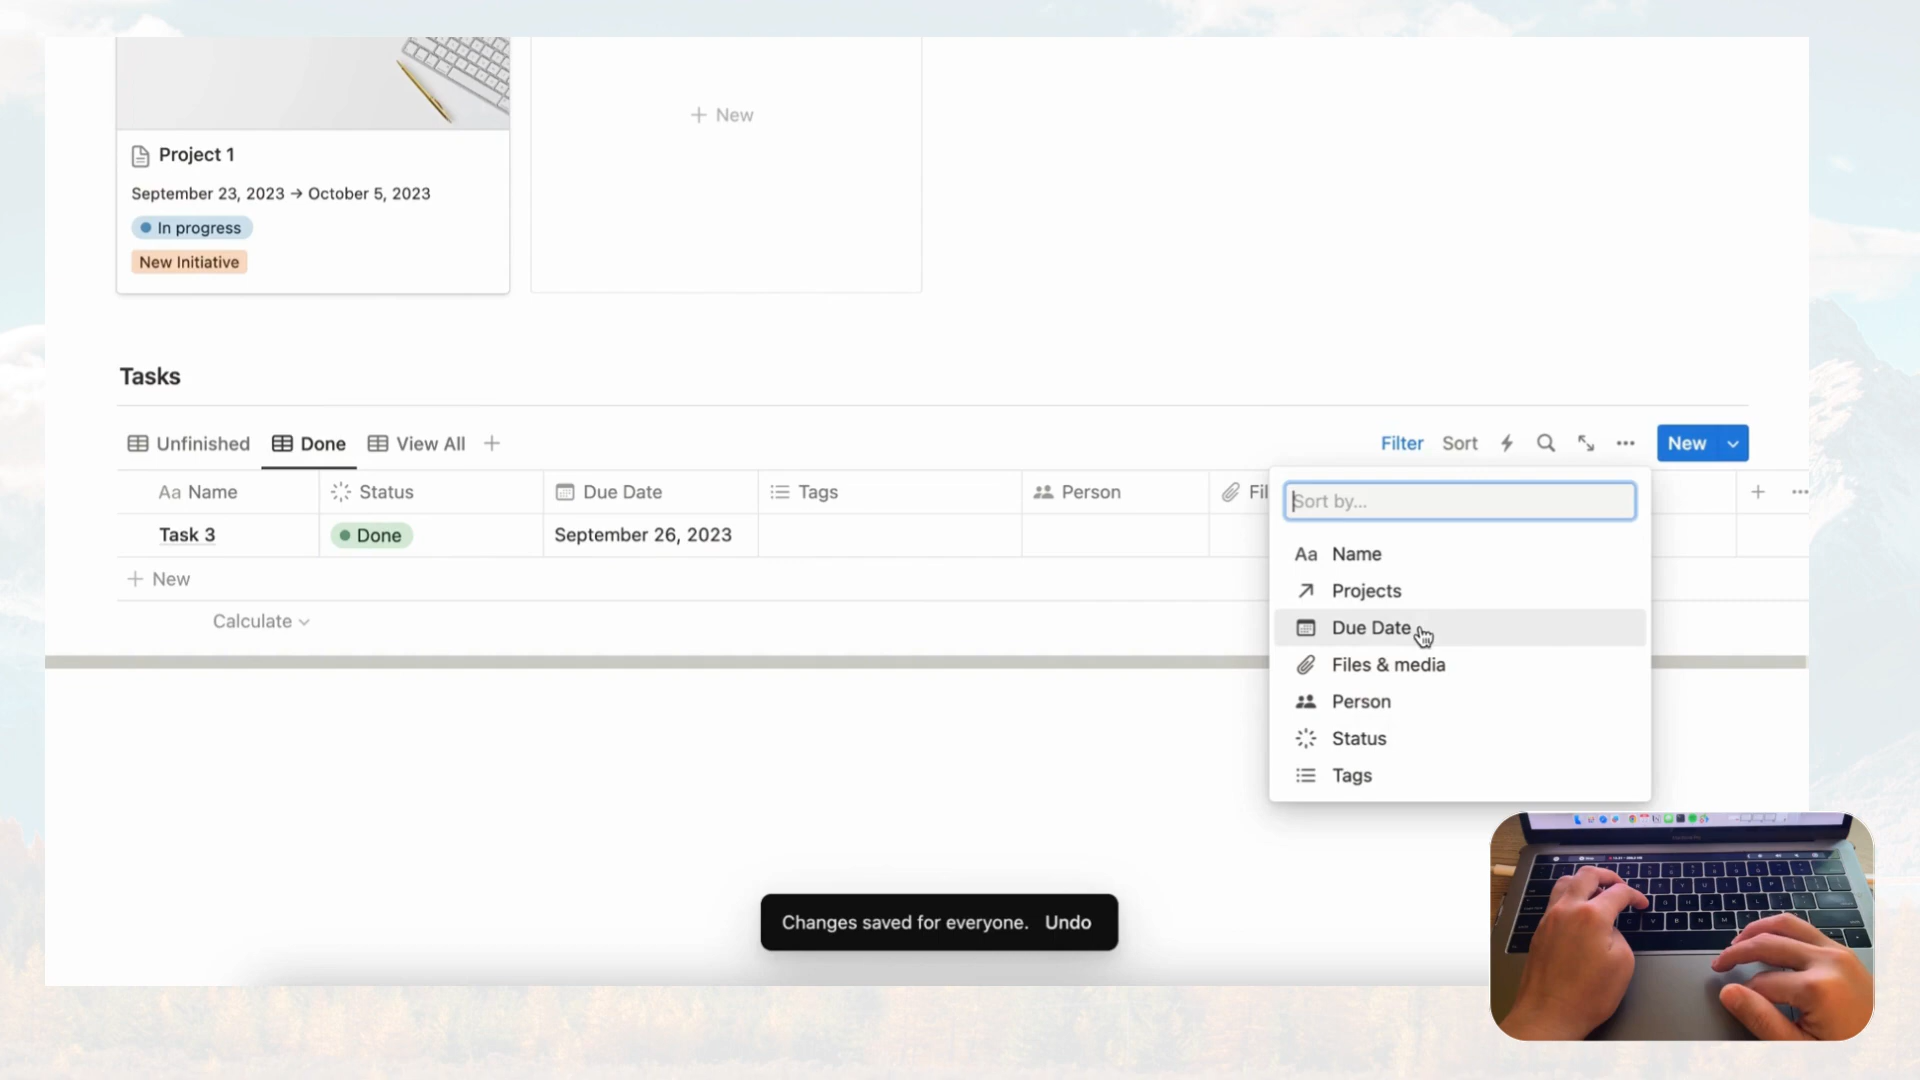 + New
Project 1
September 23, 2023 → October 5, 2023
In progress
New Initiative
Tasks
Unfinished Done View All +
Filter Sort New
Aa Name Status Due Date Tags Person Fil
Task 3 Done September 26, 2023
+ New
Calculate
Sort by...
Aa Name
Projects
Due Date
Files & media
Person
Status
Tags
Changes saved for everyone. Undo